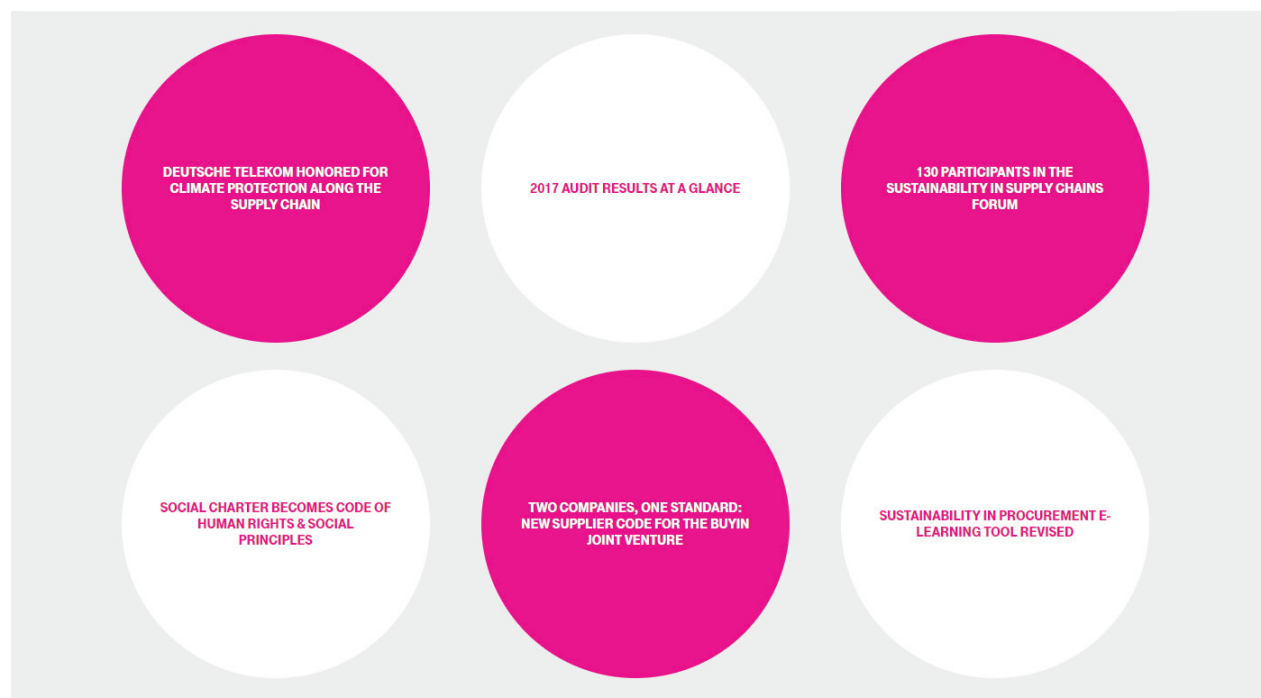 DEUTSCHE TELEKOM HONORED FOR
CLIMATE PROTECTION ALONG THE
SUPPLY CHAIN
2017 AUDIT RESULTS AT A GLANCE
130 PARTICIPANTS IN THE
SUSTAINABILITY IN SUPPLY CHAINS
FORUM
SOCIAL CHARTER BECOMES CODE OF
HUMAN RIGHTS & SOCIAL
PRINCIPLES
TWO COMPANIES, ONE STANDARD:
NEW SUPPLIER CODE FOR THE BUYIN
JOINT VENTURE
SUSTAINABILITY IN PROCUREMENT E-
LEARNING TOOL REVISED